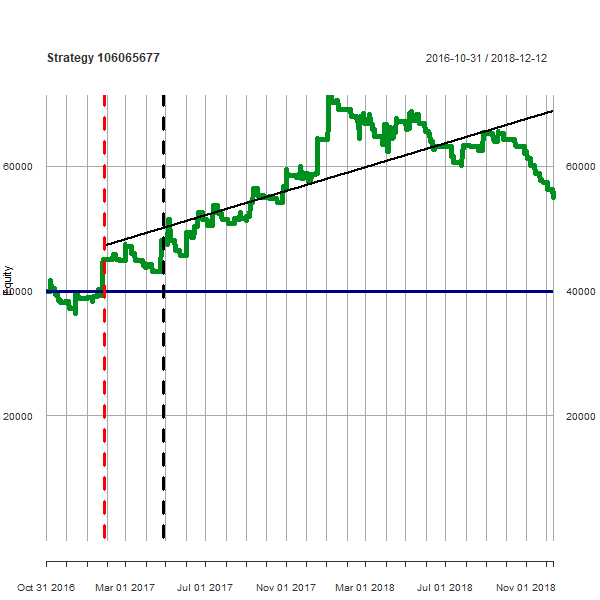 Strategy 106065677
2016-10-31 / 2018-12-12
60000
60000
Equity
40000
40000
20000
20000
Oct 31 2016
Mar 01 2017
Jul 01 2017
Nov 01 2017
Mar 01 2018
Jul 01 2018
Nov 01 2018